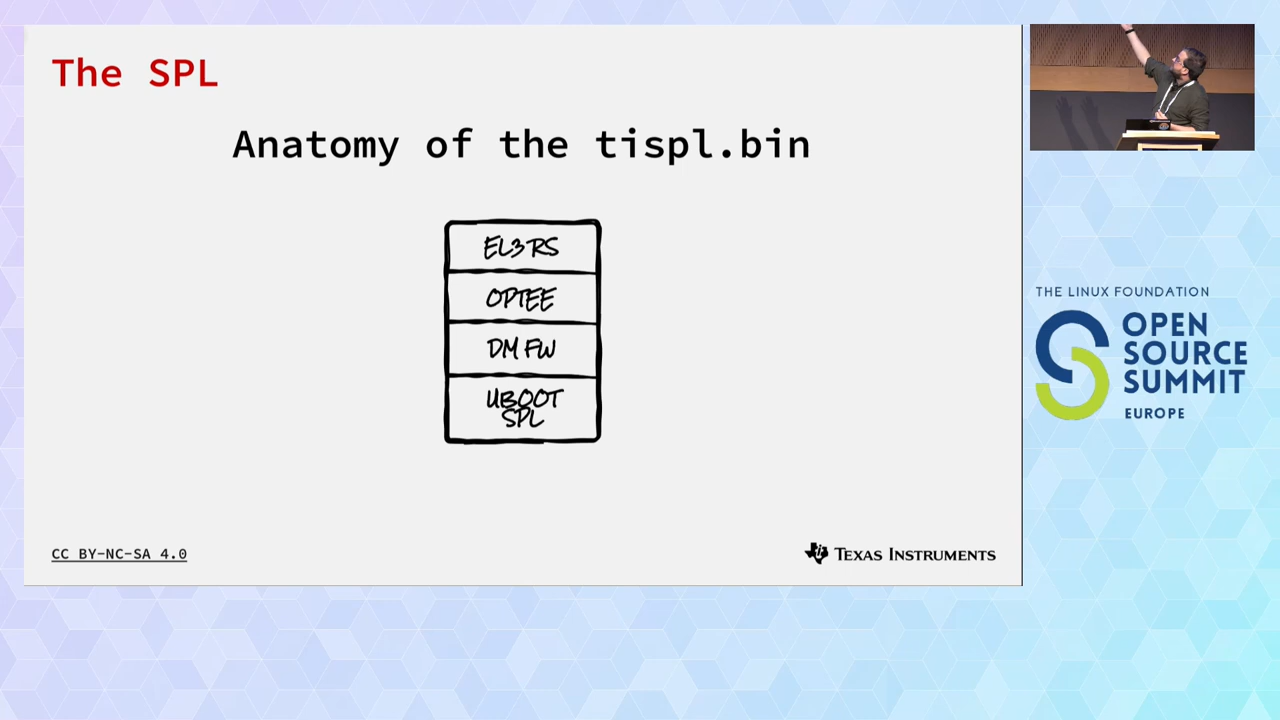 The SPL
Anatomy of the tispl.bin
EL3 RS
OPTEE
DM FW
UBOOT
SPL
CC BY-NC-SA 4.0
TEXAS INSTRUMENTS
THE LINUX FOUNDATION
OPEN
SOURCE
SUMMIT
EUROPE